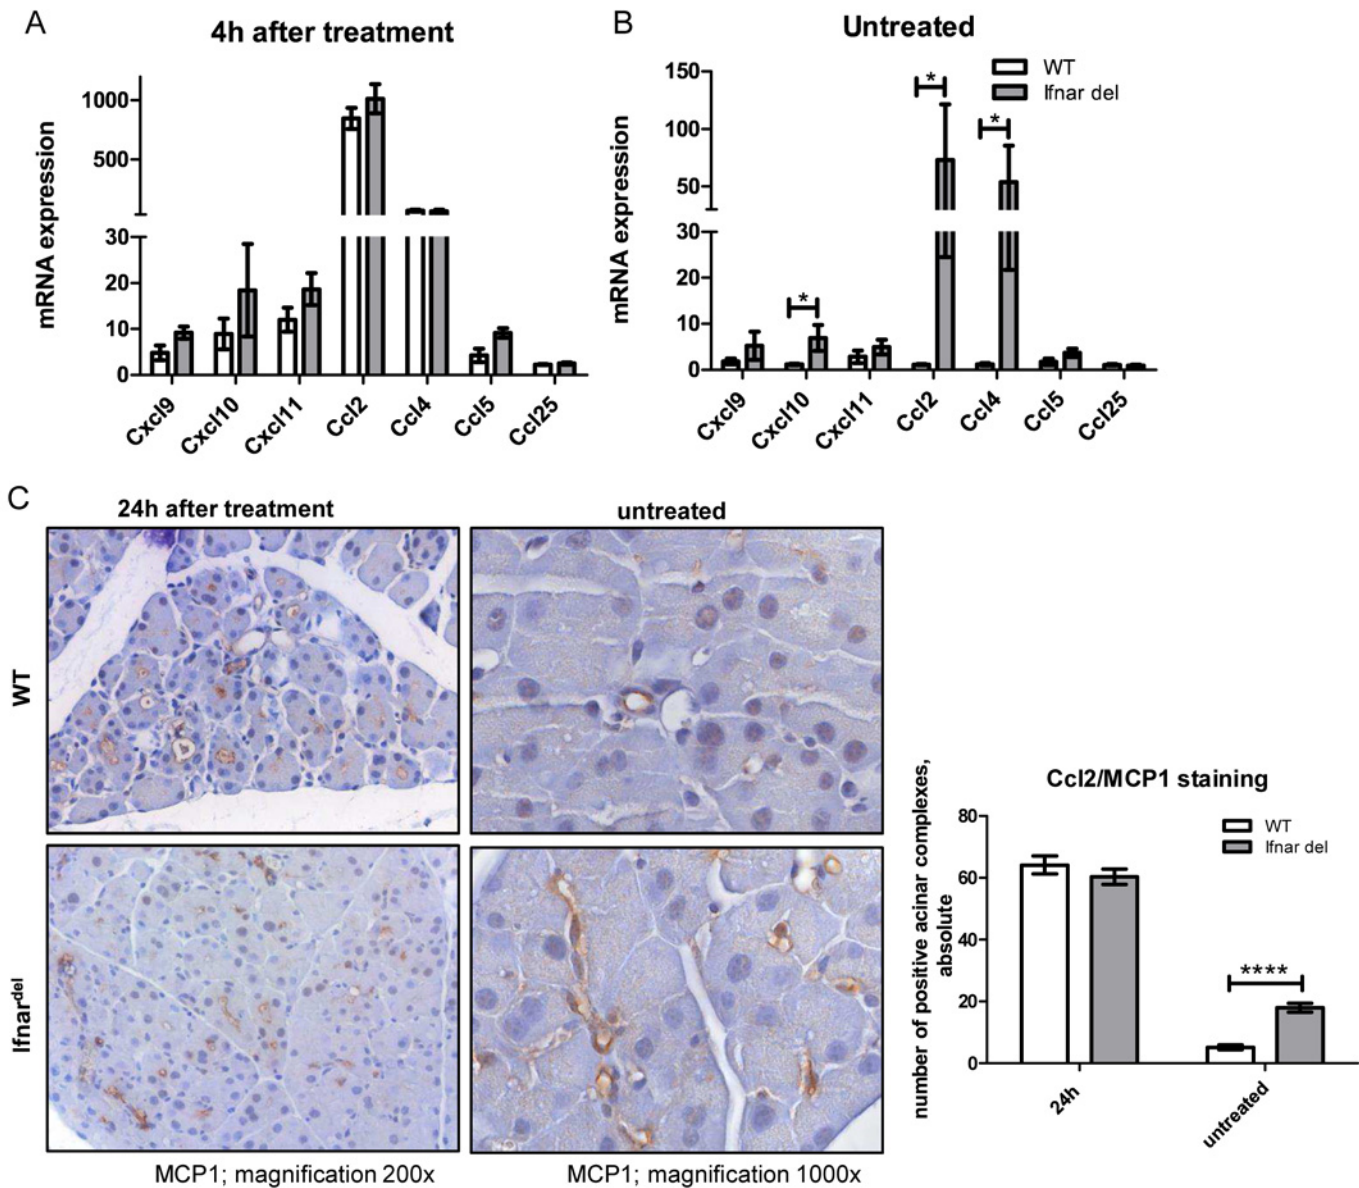 A
4h after treatment
mRNA expression
1000
500
30
20
10
0
Cxcl9
Cxcl10
Cxcl11
Ccl2
Ccl4
Ccl5
Ccl25
B
Untreated
WT
Ifnar del
mRNA expression
150
100
50
30
20
10
0
*
*
*
Cxcl9
Cxcl10
Cxcl11
Ccl2
Ccl4
Ccl5
Ccl25
C
24h after treatment
untreated
WT
Ifnardel
MCP1; magnification 200x
MCP1; magnification 1000x
Ccl2/MCP1 staining
number of positive acinar complexes,
absolute
80
60
40
20
0
WT
Ifnar del
****
24h
untreated